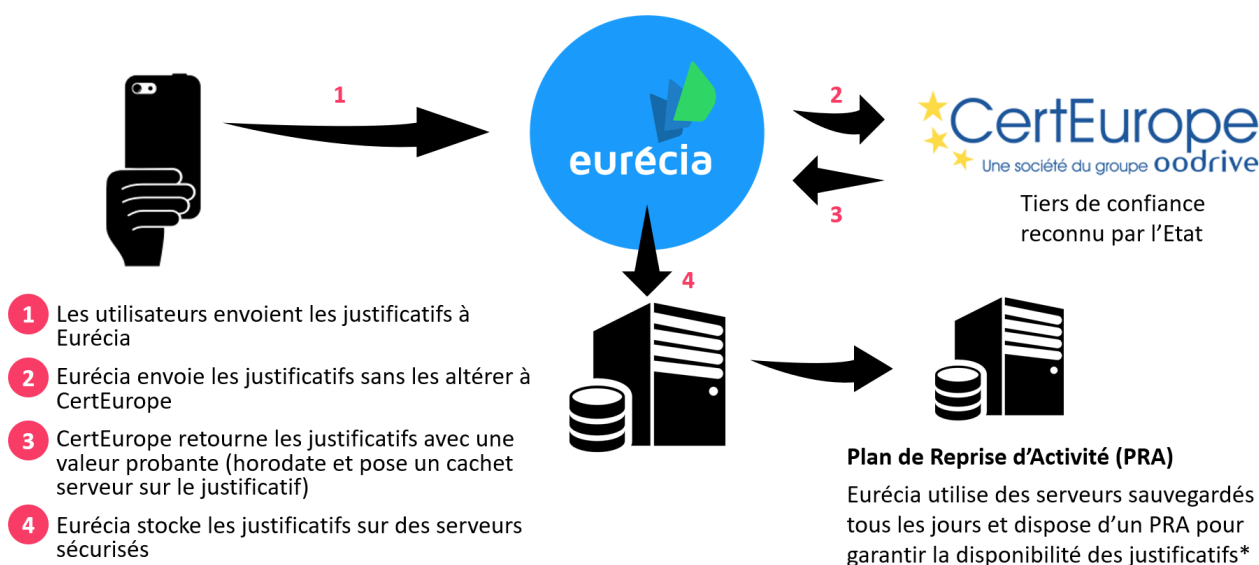 1
eurécia
2
3
CertEurope
Une société du groupe oodrive
Tiers de confiance
reconnu par l'Etat
4
1 Les utilisateurs envoient les justificatifs à
Eurécia
2 Eurécia envoie les justificatifs sans les altérer à
CertEurope
3 CertEurope retourne les justificatifs avec une
valeur probante (horodate et pose un cachet
serveur sur le justificatif)
4 Eurécia stocke les justificatifs sur des serveurs
sécurisés
Plan de Reprise d'Activité (PRA)
Eurécia utilise des serveurs sauvegardés
tous les jours et dispose d'un PRA pour
garantir la disponibilité des justificatifs*